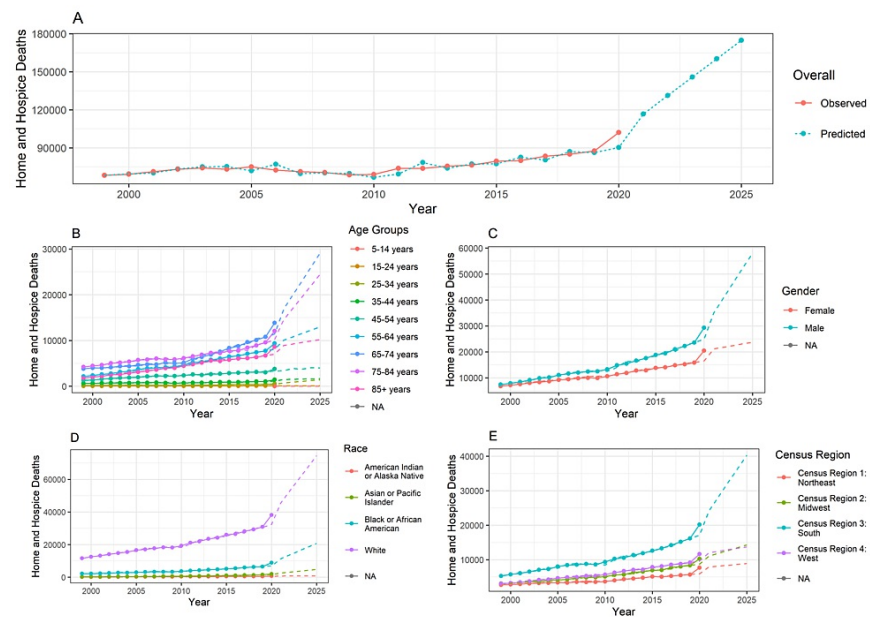 A
180000
150000
120000
90000
Home and Hospice Deaths
2000
2005
2010
2015
2020
2025
Year
Overall
Observed
Predicted
B
30000
20000
10000
0
Home and Hospice Deaths
2000
2005
2010
2015
2020
2025
Year
Age Groups
5-14 years
15-24 years
25-34 years
35-44 years
45-54 years
55-64 years
65-74 years
75-84 years
85+ years
NA
C
60000
50000
40000
30000
20000
10000
Home and Hospice Deaths
2000
2005
2010
2015
2020
2025
Year
Gender
Female
Male
NA
D
60000
40000
20000
0
Home and Hospice Deaths
2000
2005
2010
2015
2020
2025
Year
Race
American Indian
or Alaska Native
Asian or Pacific
Islander
Black or African
American
White
NA
E
40000
30000
20000
10000
Home and Hospice Deaths
2000
2005
2010
2015
2020
2025
Year
Census Region
Census Region 1:
Northeast
Census Region 2:
Midwest
Census Region 3:
South
Census Region 4:
West
NA